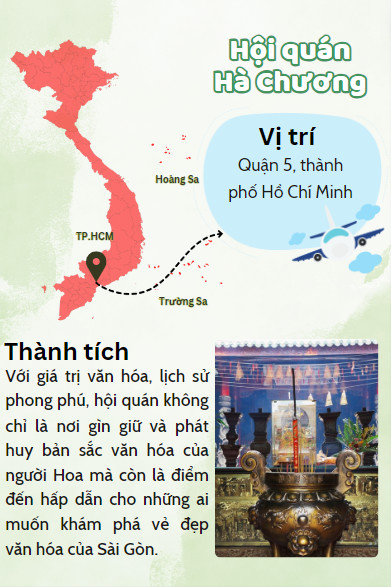 Hội quán
Hà Chương
Vị trí
Quận 5, thành
phố Hồ Chí Minh
Hoàng Sa
TP.HCM
Trường Sa
Thành tích
Với giá trị văn hóa, lịch sử
phong phú, hội quán không
chỉ là nơi gìn giữ và phát
huy bản sắc văn hóa của
người Hoa mà còn là điểm
đến hấp dẫn cho những ai
muốn khám phá vẻ đẹp
văn hóa của Sài Gòn.